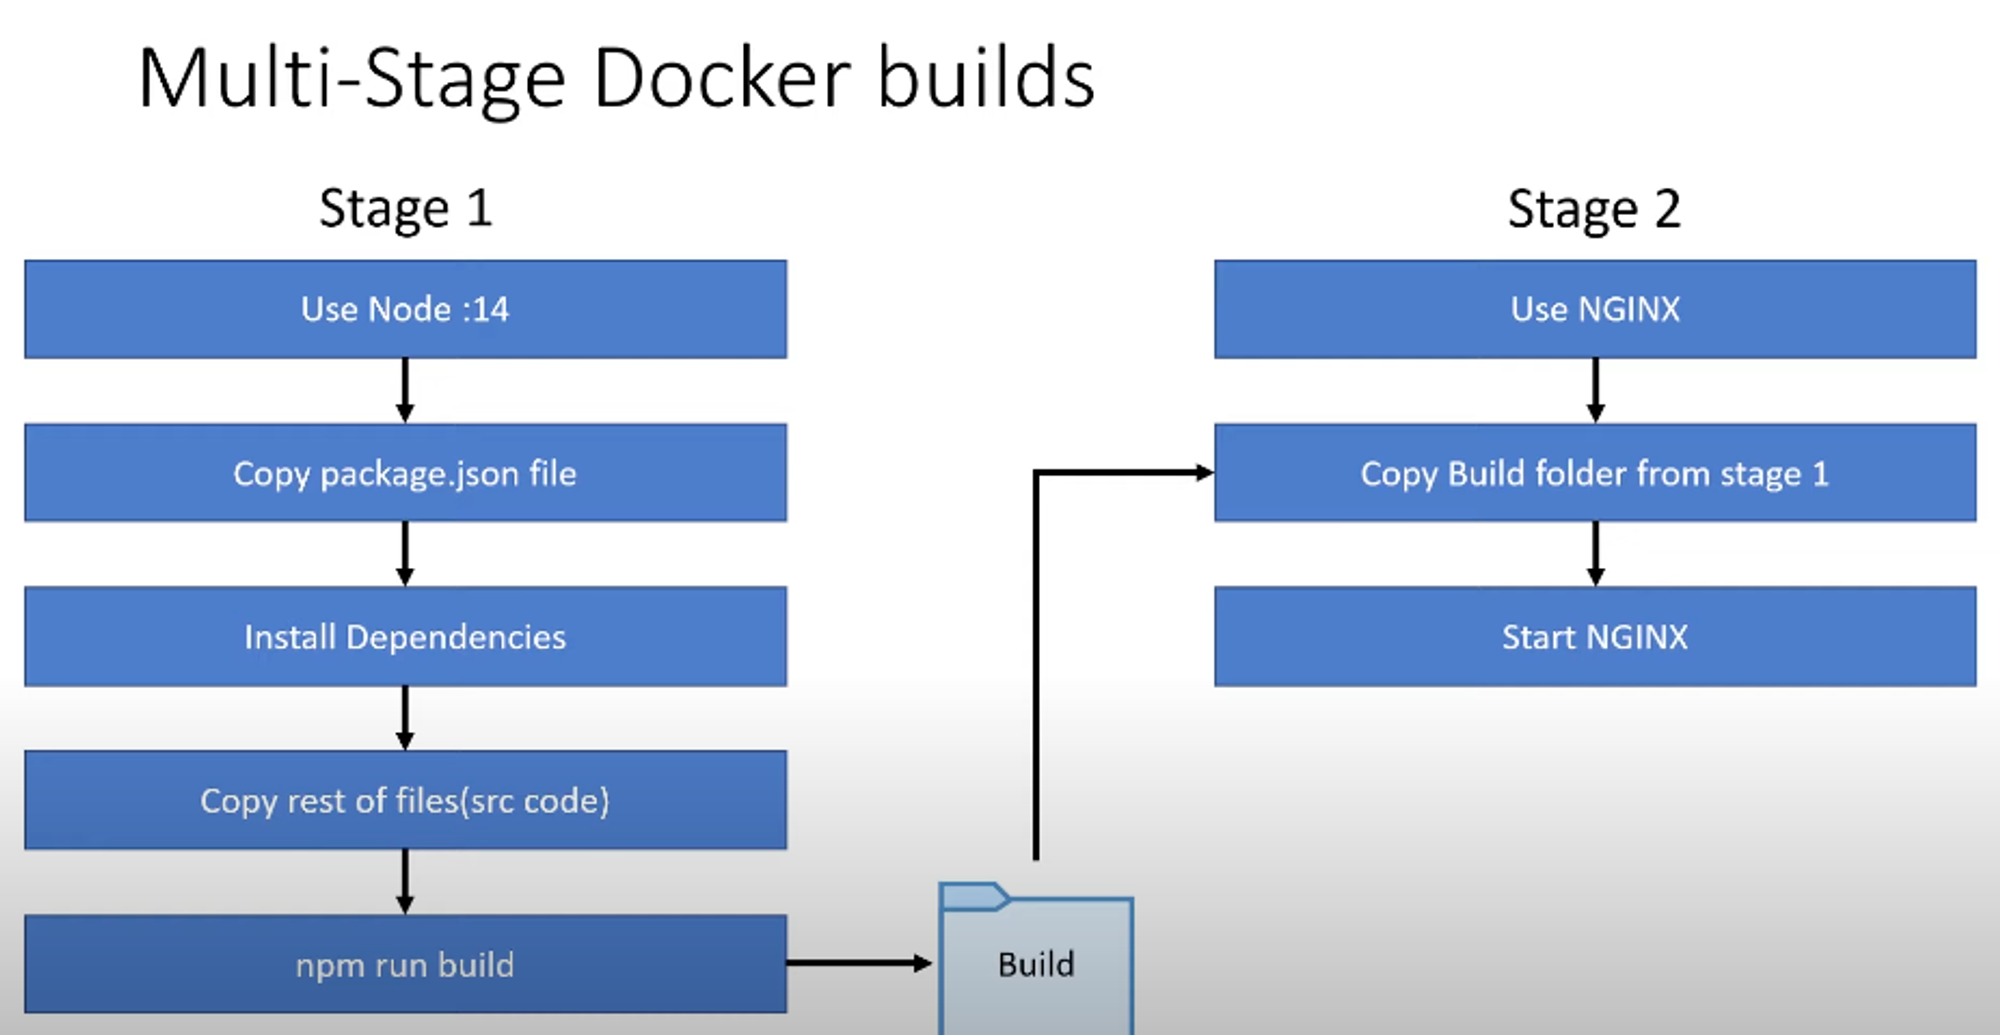 Multi-Stage Docker builds
Stage 1
Use Node :14
Copy package.json file
Install Dependencies
Copy rest of files(src code)
npm run build
Build
Stage 2
Use NGINX
Copy Build folder from stage 1
Start NGINX